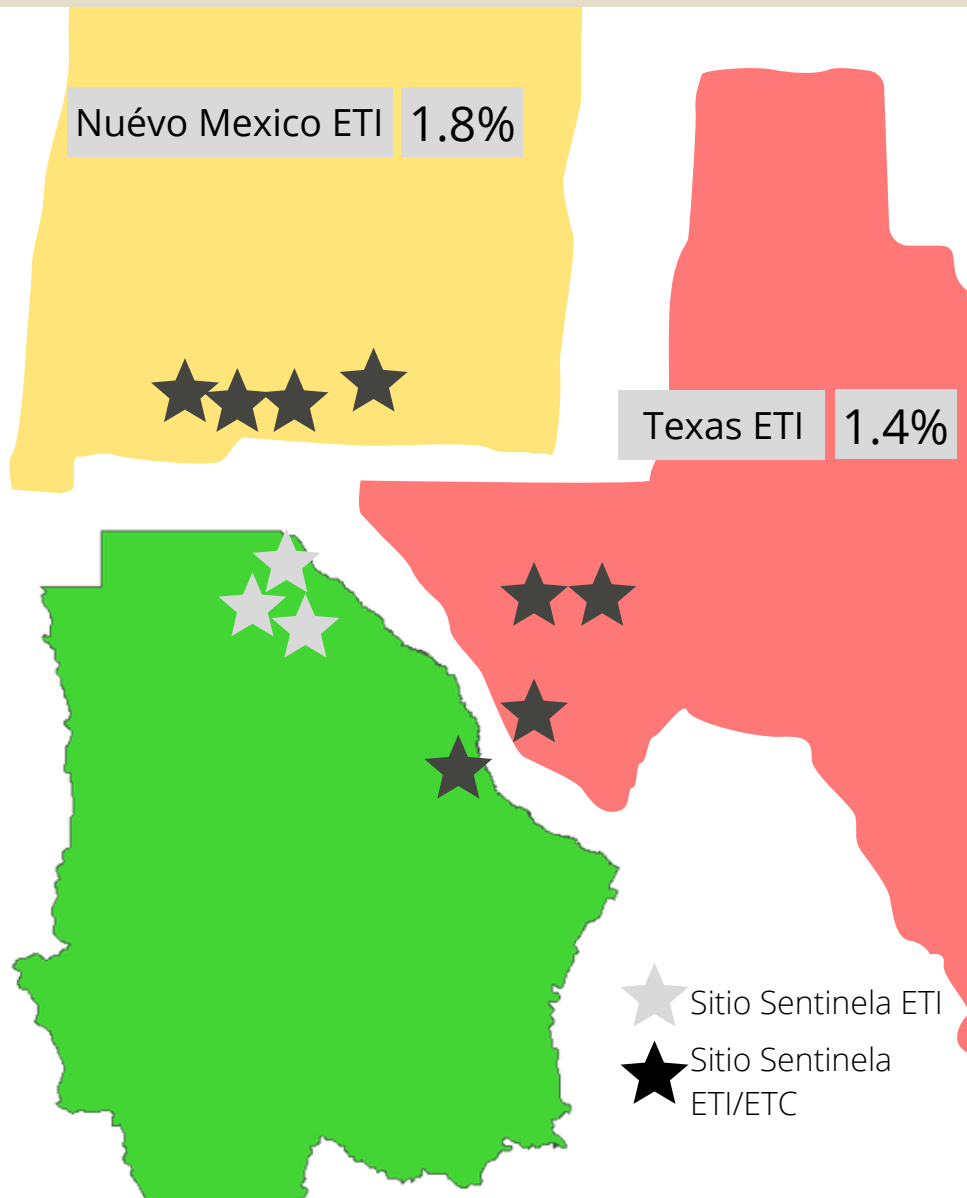 Nuévo Mexico ETI 1.8%
Texas ETI 1.4%
Sitio Sentinela ETI
Sitio Sentinela
ETI/ETC